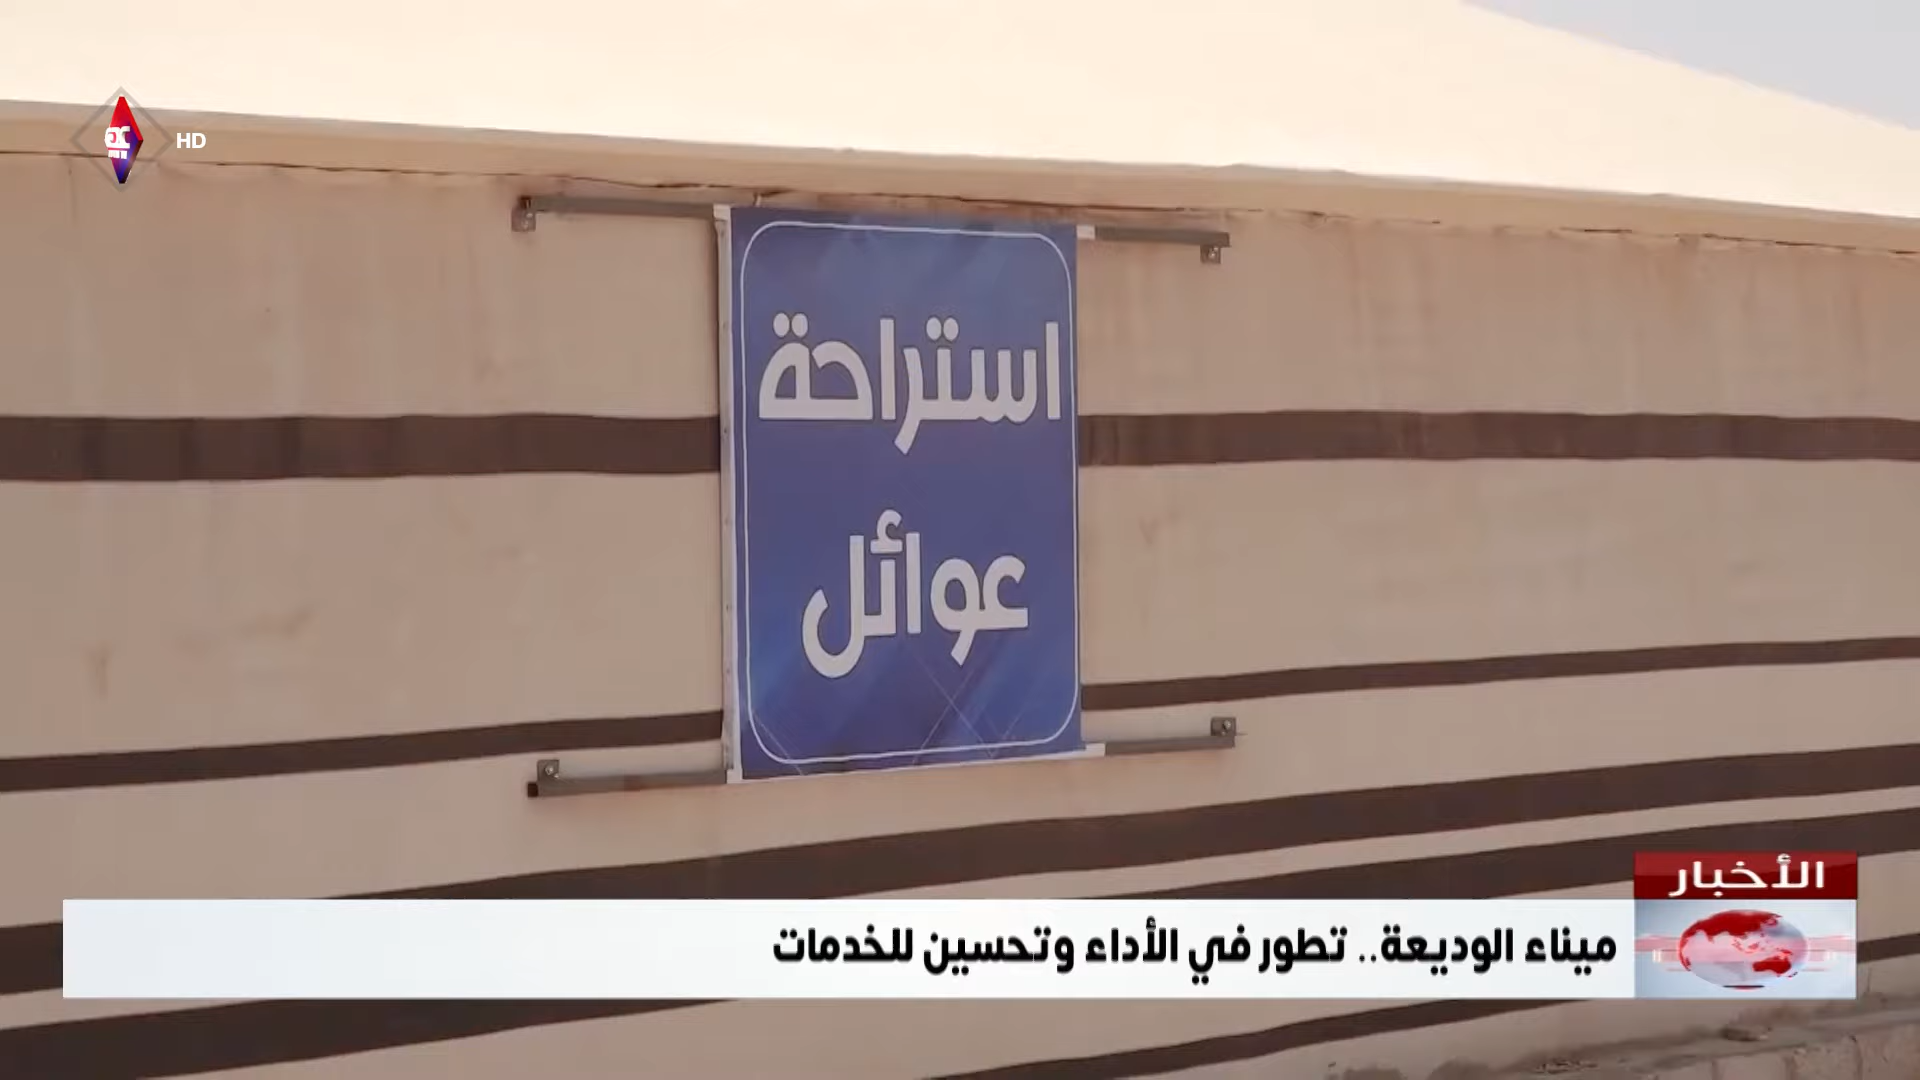 HD
استراحة
عوائل
الأخبار
ميناء الوديعة.. تطور في الأداء وتحسين للخدمات